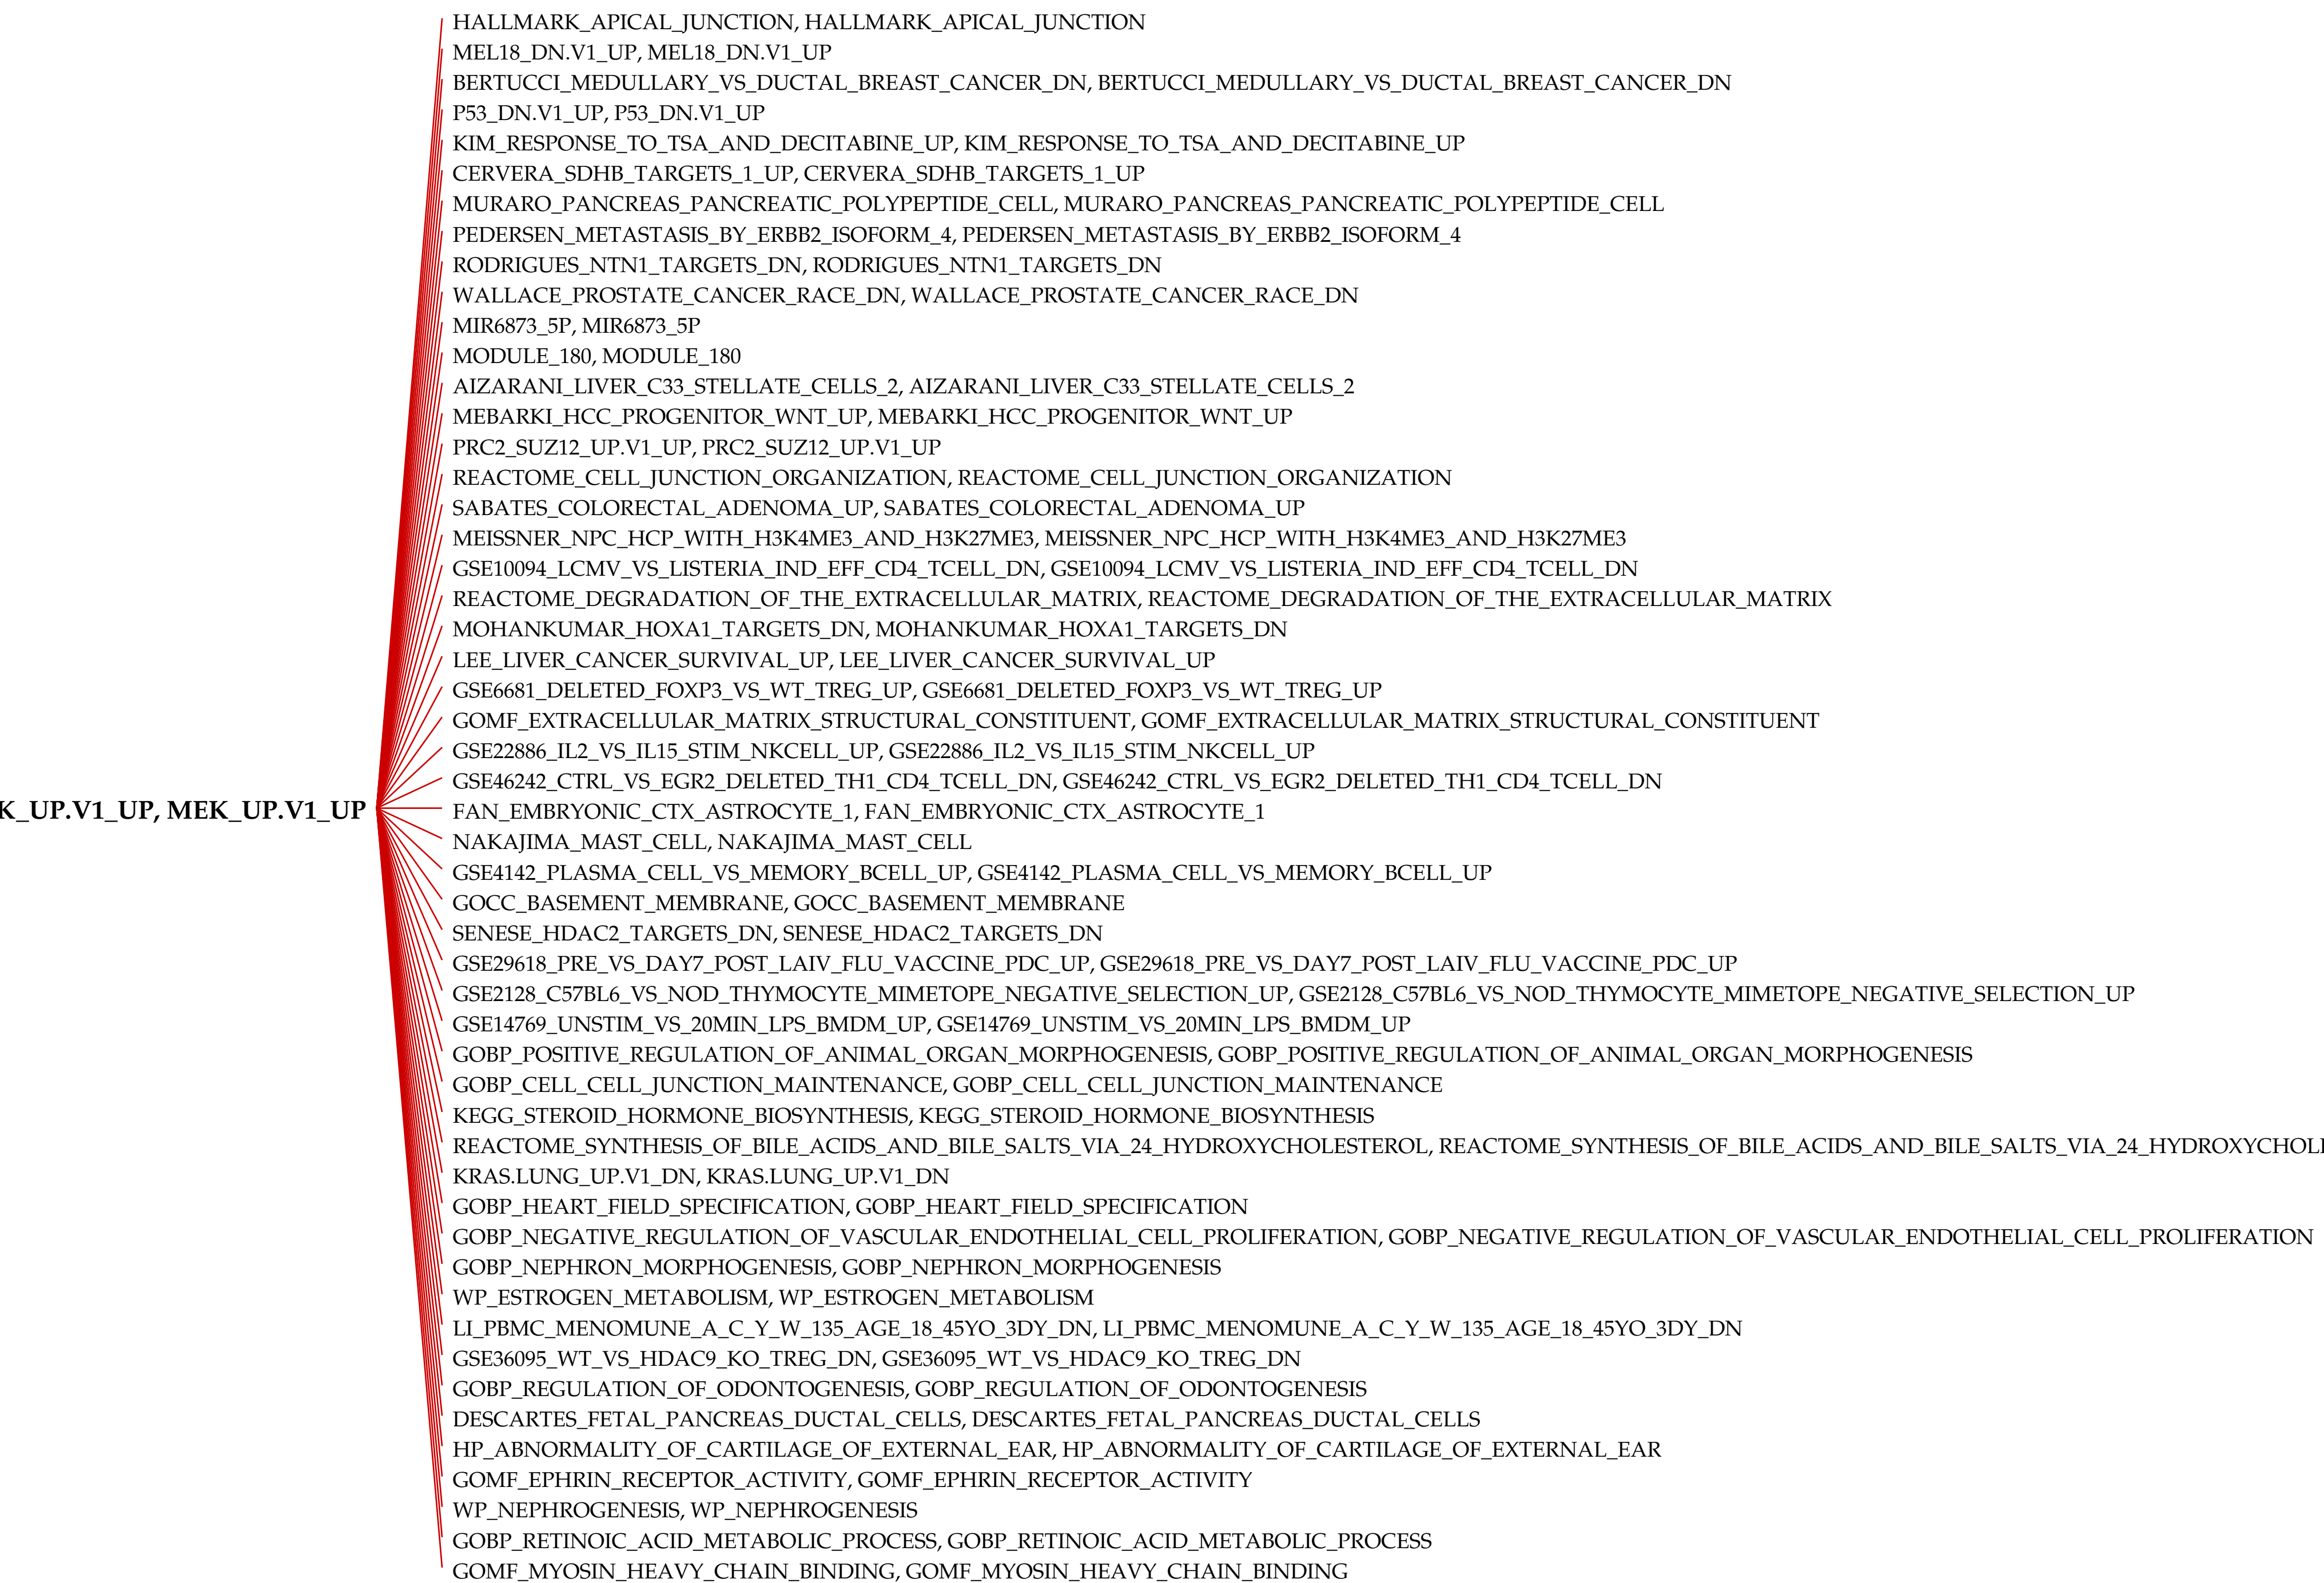 HALLMARK_APICAL_JUNCTION, HALLMARK_APICAL_JUNCTION
MEL18_DN.V1_UP, MEL18_DN.V1_UP
BERTUCCI_MEDULLARY_VS_DUCTAL_BREAST_CANCER_DN, BERTUCCI_MEDULLARY_VS_DUCTAL_BREAST_CANCER_DN
P53_DN.V1_UP, P53_DN.V1_UP
KIM_RESPONSE_TO_TSA_AND_DECITABINE_UP, KIM_RESPONSE_TO_TSA_AND_DECITABINE_UP
CERVERA_SDHB_TARGETS_1_UP, CERVERA_SDHB_TARGETS_1_UP
MURARO_PANCREAS_PANCREATIC_POLYPEPTIDE_CELL, MURARO_PANCREAS_PANCREATIC_POLYPEPTIDE_CELL
PEDERSEN_METASTASIS_BY_ERBB2_ISOFORM_4, PEDERSEN_METASTASIS_BY_ERBB2_ISOFORM_4
RODRIGUES_NTN1_TARGETS_DN, RODRIGUES_NTN1_TARGETS_DN
WALLACE_PROSTATE_CANCER_RACE_DN, WALLACE_PROSTATE_CANCER_RACE_DN
MIR6873_5P, MIR6873_5P
MODULE_180, MODULE_180
AIZARANI_LIVER_C33_STELLATE_CELLS_2, AIZARANI_LIVER_C33_STELLATE_CELLS_2
MEBARKI_HCC_PROGENITOR_WNT_UP, MEBARKI_HCC_PROGENITOR_WNT_UP
PRC2_SUZ12_UP.V1_UP, PRC2_SUZ12_UP.V1_UP
REACTOME_CELL_JUNCTION_ORGANIZATION, REACTOME_CELL_JUNCTION_ORGANIZATION
SABATES_COLORECTAL_ADENOMA_UP, SABATES_COLORECTAL_ADENOMA_UP
MEISSNER_NPC_HCP_WITH_H3K4ME3_AND_H3K27ME3, MEISSNER_NPC_HCP_WITH_H3K4ME3_AND_H3K27ME3
GSE10094_LCMV_VS_LISTERIA_IND_EFF_CD4_TCELL_DN, GSE10094_LCMV_VS_LISTERIA_IND_EFF_CD4_TCELL_DN
REACTOME_DEGRADATION_OF_THE_EXTRACELLULAR_MATRIX, REACTOME_DEGRADATION_OF_THE_EXTRACELLULAR_MATRIX
MOHANKUMAR_HOXA1_TARGETS_DN, MOHANKUMAR_HOXA1_TARGETS_DN
LEE_LIVER_CANCER_SURVIVAL_UP, LEE_LIVER_CANCER_SURVIVAL_UP
GSE6681_DELETED_FOXP3_VS_WT_TREG_UP, GSE6681_DELETED_FOXP3_VS_WT_TREG_UP
GOMF_EXTRACELLULAR_MATRIX_STRUCTURAL_CONSTITUENT, GOMF_EXTRACELLULAR_MATRIX_STRUCTURAL_CONSTITUENT
GSE22886_IL2_VS_IL15_STIM_NKCELL_UP, GSE22886_IL2_VS_IL15_STIM_NKCELL_UP
GSE46242_CTRL_VS_EGR2_DELETED_TH1_CD4_TCELL_DN, GSE46242_CTRL_VS_EGR2_DELETED_TH1_CD4_TCELL_DN
K_UP.V1_UP, MEK_UP.V1_UP
FAN_EMBRYONIC_CTX_ASTROCYTE_1, FAN_EMBRYONIC_CTX_ASTROCYTE_1
NAKAJIMA_MAST_CELL, NAKAJIMA_MAST_CELL
GSE4142_PLASMA_CELL_VS_MEMORY_BCELL_UP, GSE4142_PLASMA_CELL_VS_MEMORY_BCELL_UP
GOCC_BASEMENT_MEMBRANE, GOCC_BASEMENT_MEMBRANE
SENESE_HDAC2_TARGETS_DN, SENESE_HDAC2_TARGETS_DN
GSE29618_PRE_VS_DAY7_POST_LAIV_FLU_VACCINE_PDC_UP, GSE29618_PRE_VS_DAY7_POST_LAIV_FLU_VACCINE_PDC_UP
GSE2128_C57BL6_VS_NOD_THYMOCYTE_MIMETOPE_NEGATIVE_SELECTION_UP, GSE2128_C57BL6_VS_NOD_THYMOCYTE_MIMETOPE_NEGATIVE_SELECTION_UP
GSE14769_UNSTIM_VS_20MIN_LPS_BMDM_UP, GSE14769_UNSTIM_VS_20MIN_LPS_BMDM_UP
GOBP_POSITIVE_REGULATION_OF_ANIMAL_ORGAN_MORPHOGENESIS, GOBP_POSITIVE_REGULATION_OF_ANIMAL_ORGAN_MORPHOGENESIS
GOBP_CELL_CELL_JUNCTION_MAINTENANCE, GOBP_CELL_CELL_JUNCTION_MAINTENANCE
KEGG_STEROID_HORMONE_BIOSYNTHESIS, KEGG_STEROID_HORMONE_BIOSYNTHESIS
REACTOME_SYNTHESIS_OF_BILE_ACIDS_AND_BILE_SALTS_VIA_24_HYDROXYCHOLESTEROL, REACTOME_SYNTHESIS_OF_BILE_ACIDS_AND_BILE_SALTS_VIA_24_HYDROXYCHOL
KRAS.LUNG_UP.V1_DN, KRAS.LUNG_UP.V1_DN
GOBP_HEART_FIELD_SPECIFICATION, GOBP_HEART_FIELD_SPECIFICATION
GOBP_NEGATIVE_REGULATION_OF_VASCULAR_ENDOTHELIAL_CELL_PROLIFERATION, GOBP_NEGATIVE_REGULATION_OF_VASCULAR_ENDOTHELIAL_CELL_PROLIFERATION
GOBP_NEPHRON_MORPHOGENESIS, GOBP_NEPHRON_MORPHOGENESIS
WP_ESTROGEN_METABOLISM, WP_ESTROGEN_METABOLISM
LI_PBMC_MENOMUNE_A_C_Y_W_135_AGE_18_45YO_3DY_DN, LI_PBMC_MENOMUNE_A_C_Y_W_135_AGE_18_45YO_3DY_DN
GSE36095_WT_VS_HDAC9_KO_TREG_DN, GSE36095_WT_VS_HDAC9_KO_TREG_DN
GOBP_REGULATION_OF_ODONTOGENESIS, GOBP_REGULATION_OF_ODONTOGENESIS
DESCARTES_FETAL_PANCREAS_DUCTAL_CELLS, DESCARTES_FETAL_PANCREAS_DUCTAL_CELLS
HP_ABNORMALITY_OF_CARTILAGE_OF_EXTERNAL_EAR, HP_ABNORMALITY_OF_CARTILAGE_OF_EXTERNAL_EAR
GOMF_EPHRIN_RECEPTOR_ACTIVITY, GOMF_EPHRIN_RECEPTOR_ACTIVITY
WP_NEPHROGENESIS, WP_NEPHROGENESIS
GOBP_RETINOIC_ACID_METABOLIC_PROCESS, GOBP_RETINOIC_ACID_METABOLIC_PROCESS
GOMF_MYOSIN_HEAVY_CHAIN_BINDING, GOMF_MYOSIN_HEAVY_CHAIN_BINDING